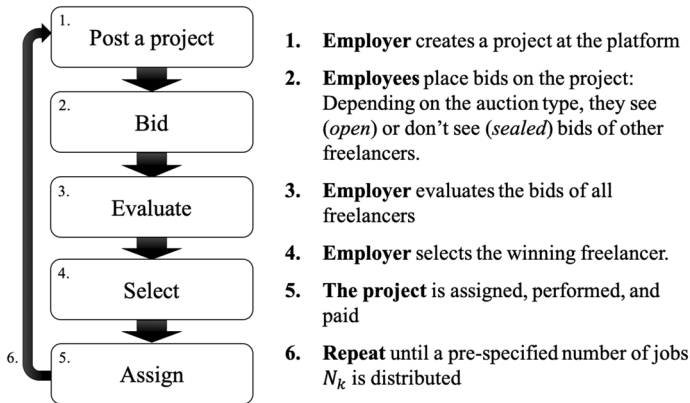 1.
Post a project
2.
Bid
3.
Evaluate
4.
Select
6.
5.
Assign
1. Employer creates a project at the platform
2. Employees place bids on the project:
Depending on the auction type, they see
(open) or don’t see (sealed) bids of other
freelancers.
3. Employer evaluates the bids of all
freelancers
4. Employer selects the winning freelancer.
5. The project is assigned, performed, and
paid
6. Repeat until a pre-specified number of jobs
Nₖ is distributed